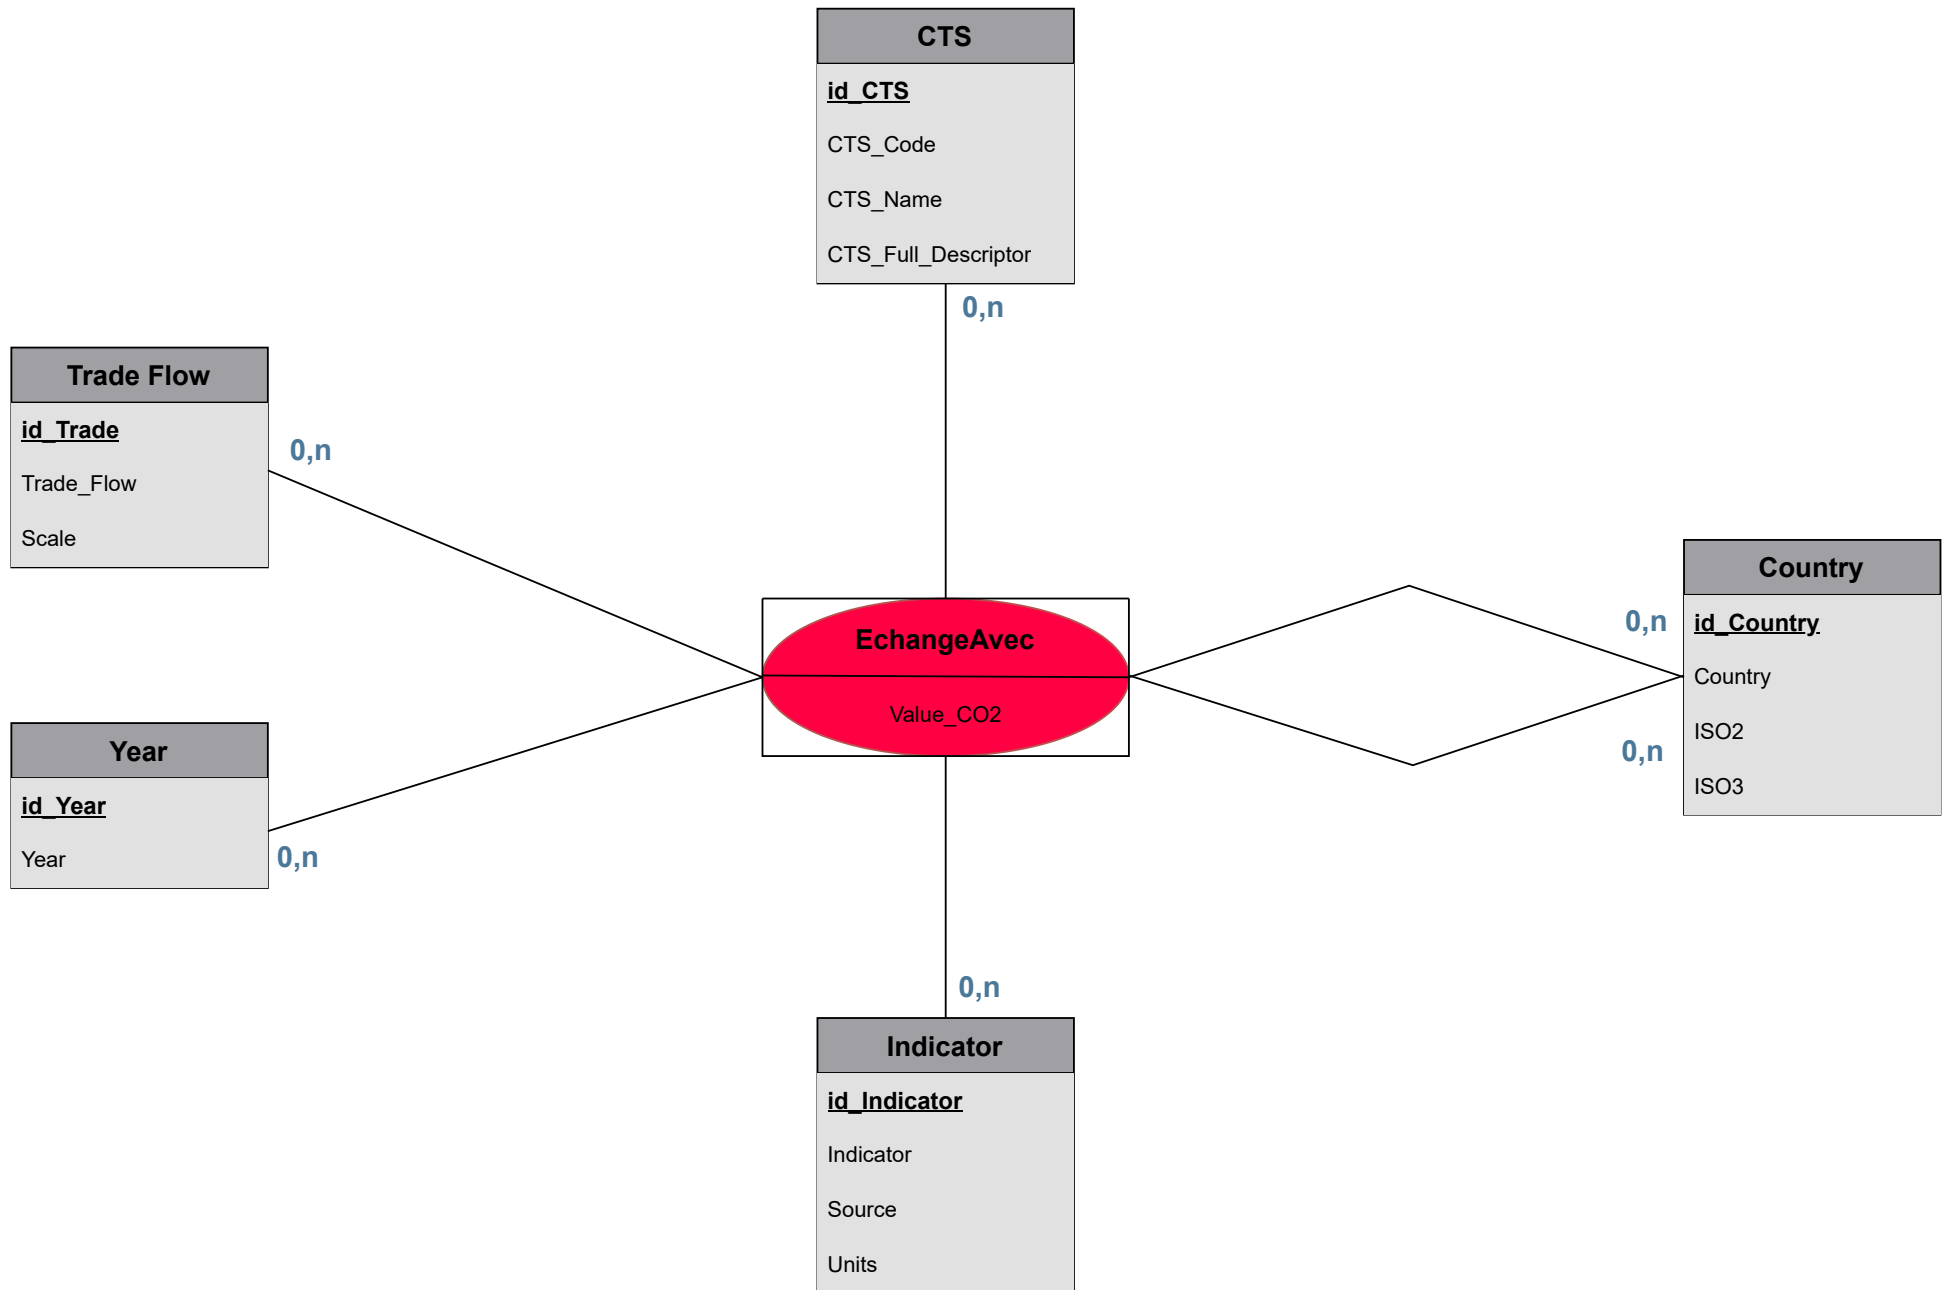 CTS
id_CTS
CTS_Code
CTS_Name
CTS_Full_Descriptor
0,n
Trade Flow
id_Trade
Trade_Flow
Scale
0,n
Year
id_Year
Year
0,n
EchangeAvec
Value_CO2
0,n
0,n
Country
id_Country
Country
ISO2
ISO3
0,n
Indicator
id_Indicator
Indicator
Source
Units